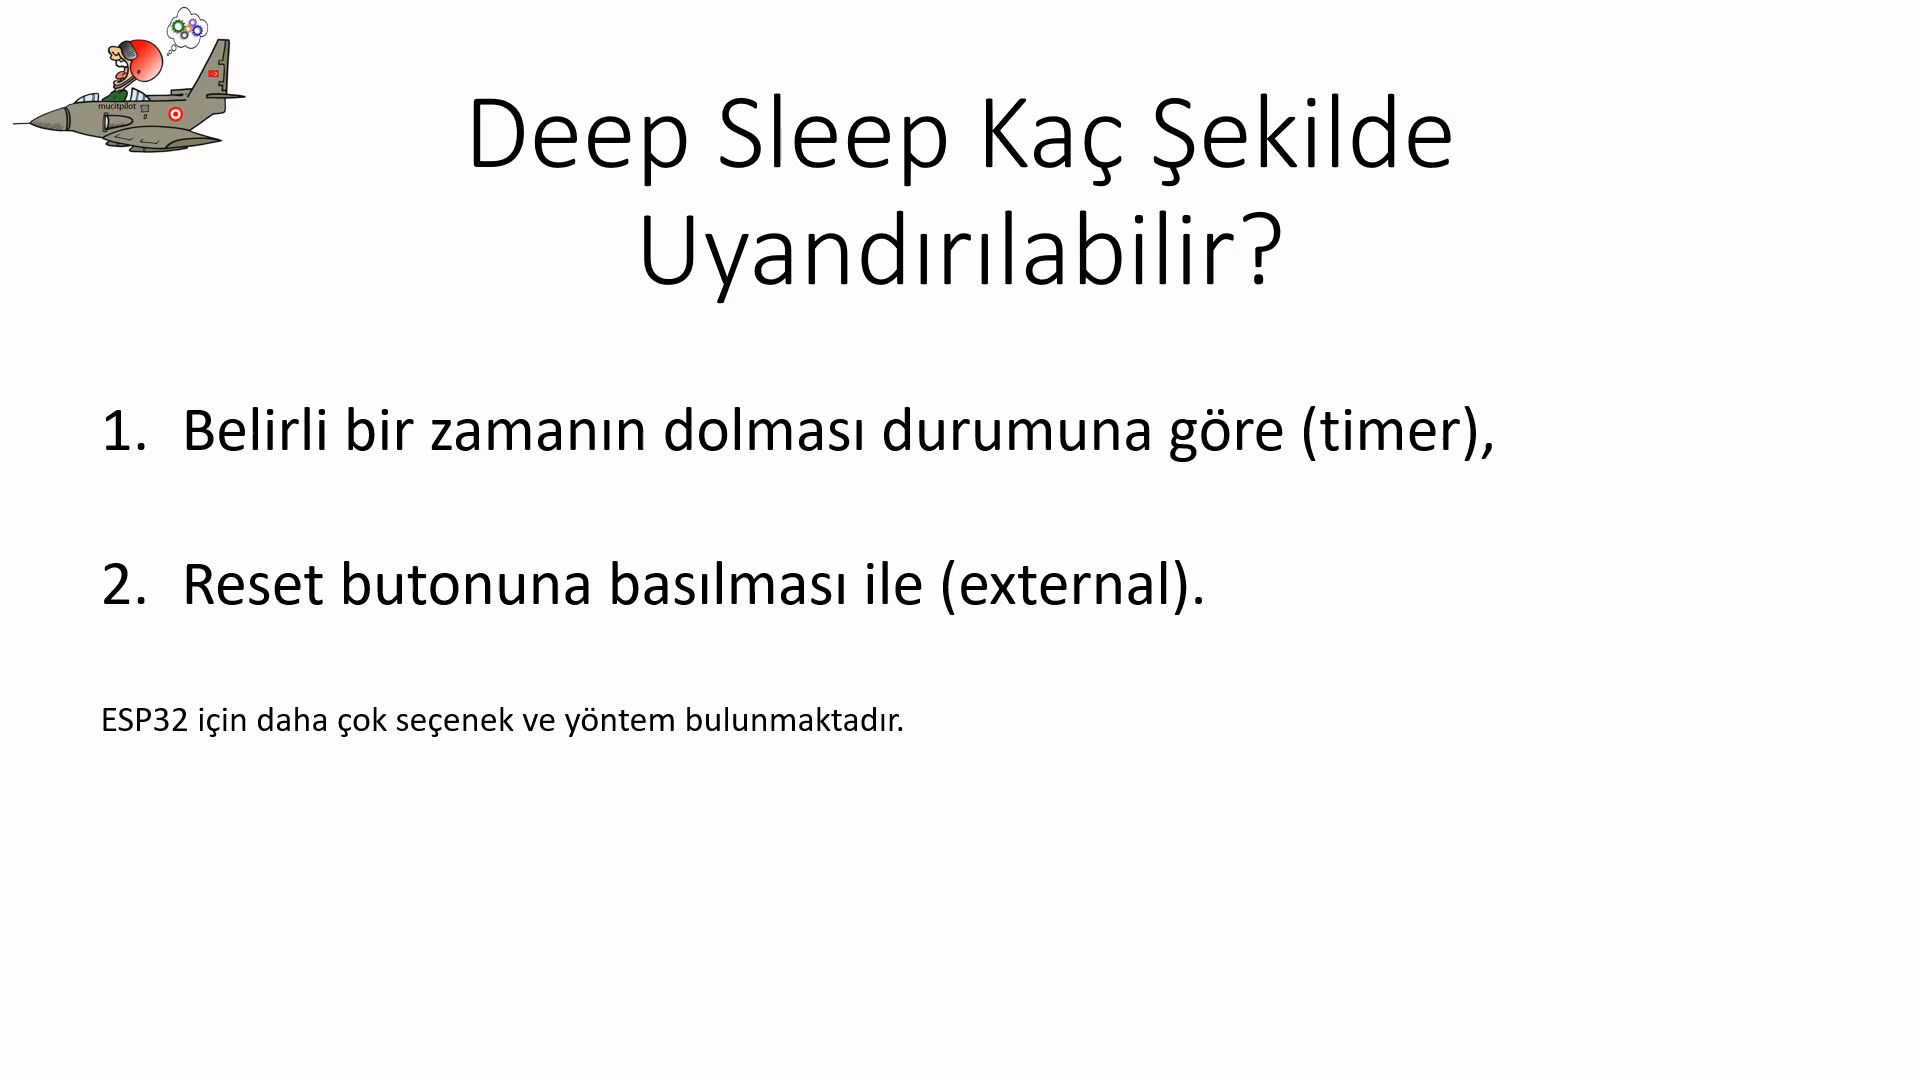 mucitpilot
Deep Sleep Kaç Şekilde
Uyandırılabilir?
1. Belirli bir zamanın dolması durumuna göre (timer),
2. Reset butonuna basılması ile (external).
ESP32 için daha çok seçenek ve yöntem bulunmaktadır.